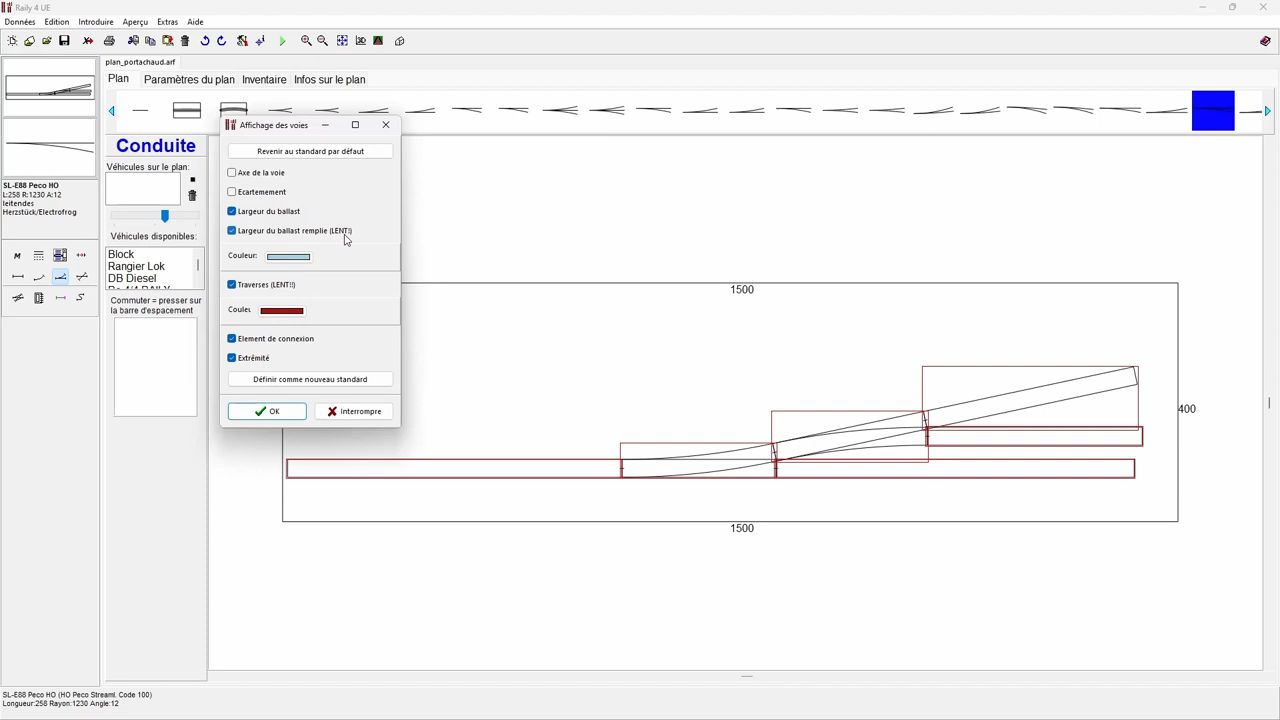 Raily 4 UE
Données Edition Introduire Aperçu Extras Aide
plan_portachaud.arf
Plan Paramètres du plan Inventaire Infos sur le plan
Conduite
Véhicules sur le plan:
Véhicules disponibles:
Block
Rangier Lok
DB Diesel
Commuter = presser sur
la barre d'espacement
SL-E88 Peco HO
L:258 R:1230 A:12
leitendes
Herzstück/Electrofrog
Affichage des voies
Revenir au standard par défaut
Axe de la voie
Ecartemement
Largeur du ballast
Largeur du ballast remplie (LENT!)
Couleur:
Traverses (LENT!!)
Couleu
Element de connexion
Extrémité
Définir comme nouveau standard
OK Interrompre
1500
400
1500
SL-E88 Peco HO (HO Peco Streaml. Code 100)
Longueur:258 Rayon:1230 Angle:12